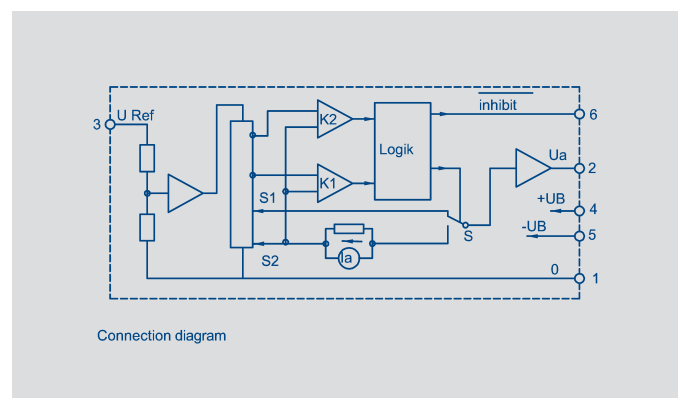 inhibit
3
U Ref
K2
6
Logik
Ua
2
K1
S1
+UB
4
S
-UB
5
S2
Ia
0
1
Connection diagram